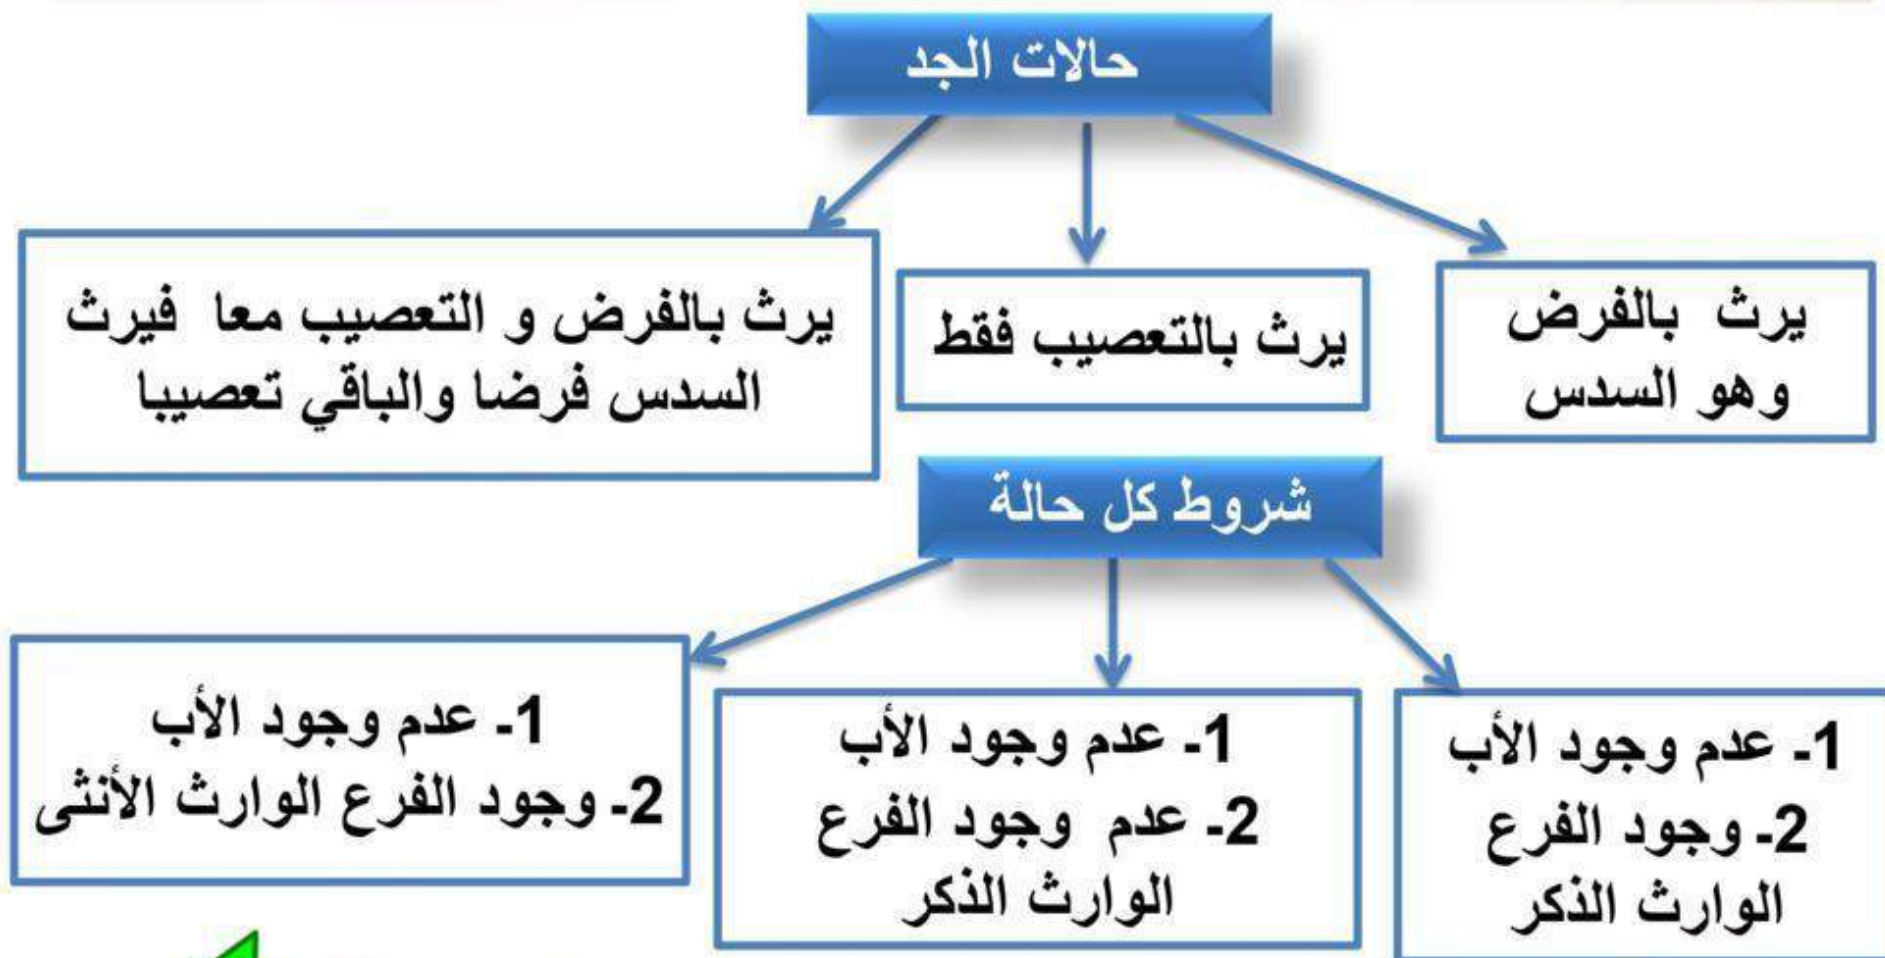 حالات الجد
يرث بالفرض
وهو السدس
يرث بالتعصيب فقط
يرث بالفرض و التعصيب معا فيرث
السدس فرضا والباقي تعصيبا
شروط كل حالة
1- عدم وجود الأب
2- وجود الفرع
الوارث الذكر
1- عدم وجود الأب
2- عدم وجود الفرع
الوارث الذكر
1- عدم وجود الأب
2- وجود الفرع الوارث الأنثى